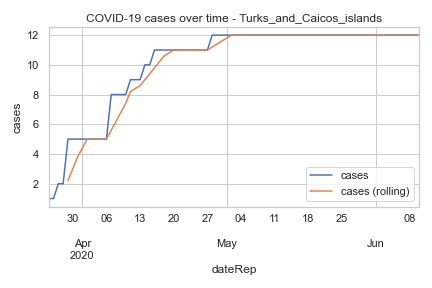 COVID-19 cases over time - Turks_and_Caicos_islands
12
10
8
6
4
2
cases
cases
cases (rolling)
30 06 13 20 27 04 11 18 25 08
Apr May Jun
2020
dateRep